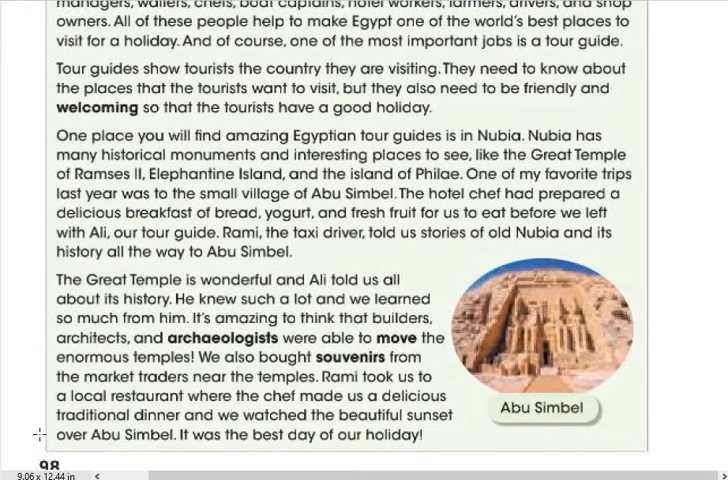 managers, waiters, chefs, boat captains, hotel workers, farmers, drivers, and shop
owners. All of these people help to make Egypt one of the world's best places to
visit for a holiday. And of course, one of the most important jobs is a tour guide.
Tour guides show tourists the country they are visiting. They need to know about
the places that the tourists want to visit, but they also need to be friendly and
welcoming so that the tourists have a good holiday.
One place you will find amazing Egyptian tour guides is in Nubia. Nubia has
many historical monuments and interesting places to see, like the Great Temple
of Ramses II, Elephantine Island, and the island of Philae. One of my favorite trips
last year was to the small village of Abu Simbel. The hotel chef had prepared a
delicious breakfast of bread, yogurt, and fresh fruit for us to eat before we left
with Ali, our tour guide. Rami, the taxi driver, told us stories of old Nubia and its
history all the way to Abu Simbel.
The Great Temple is wonderful and Ali told us all
about its history. He knew such a lot and we learned
so much from him. It's amazing to think that builders,
architects, and archaeologists were able to move the
enormous temples! We also bought souvenirs from
the market traders near the temples. Rami took us to
a local restaurant where the chef made us a delicious
traditional dinner and we watched the beautiful sunset
over Abu Simbel. It was the best day of our holiday!
Abu Simbel
98
9.06 x 12.44 in